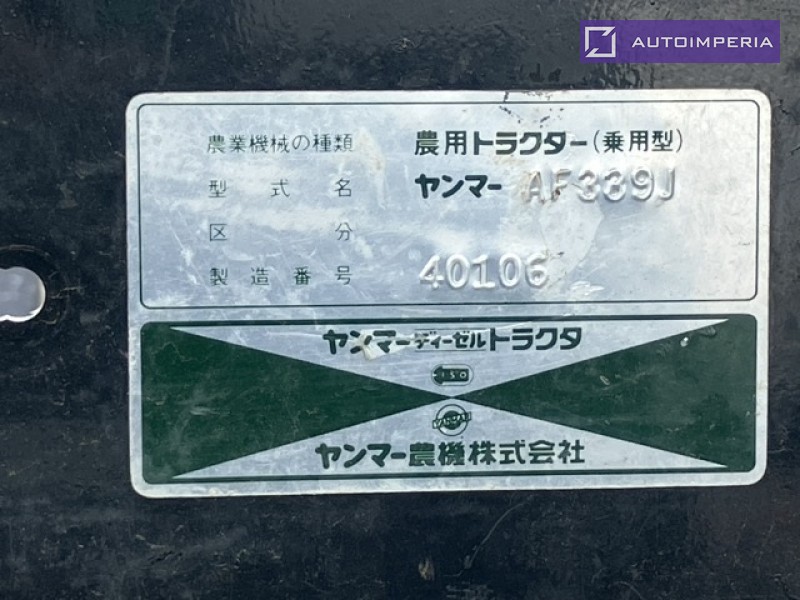 AUTOIMPERIA
農業機械の種類 農用トラクター(乗用型)
型式名 ヤンマー AF339J
区分
製造番号 40106
ヤンマーディーゼルトラクタ
ISO
YANMAR
ヤンマー農機株式会社